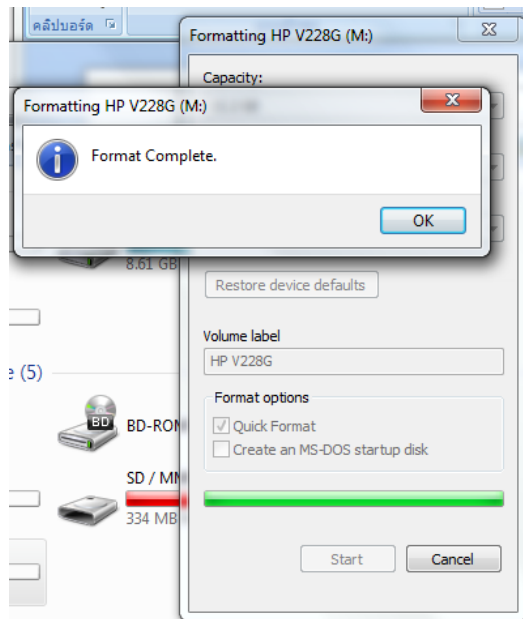 คลิปบอร์ด
Formatting HP V228G (M:)
Capacity:
Formatting HP V228G (M:)
Format Complete.
OK
8.61 GB
Restore device defaults
Volume label
HP V228G
(5)
Format options
BD
BD-ROM
Quick Format
Create an MS-DOS startup disk
SD / MM
334 MB
Start
Cancel